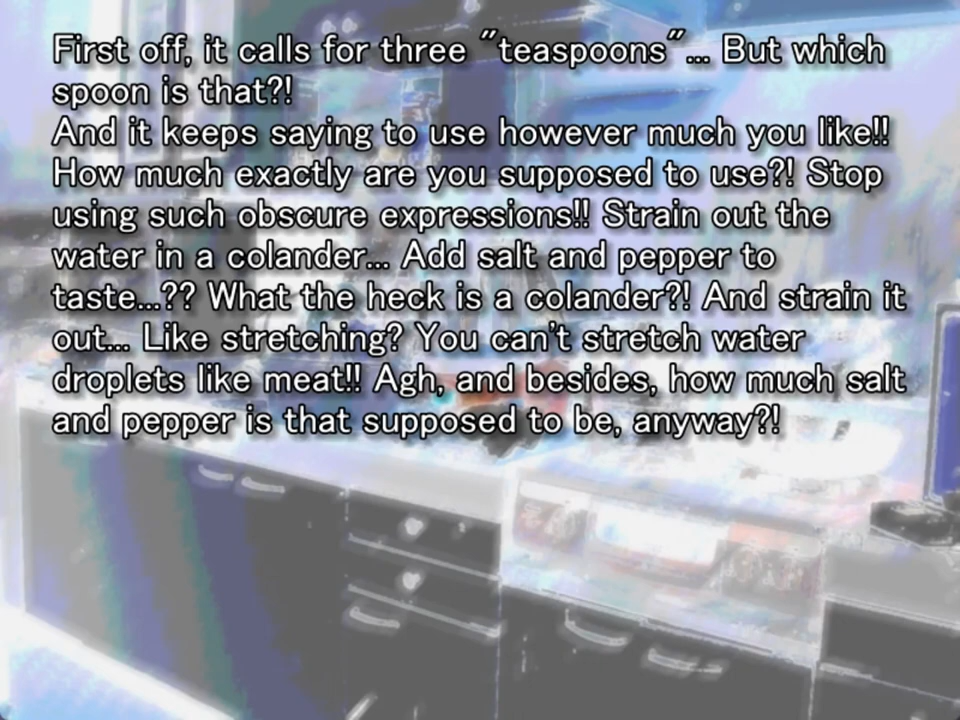 First off, it calls for three "teaspoons"... But which
spoon is that?!
And it keeps saying to use however much you like!!
How much exactly are you supposed to use?! Stop
using such obscure expressions!! Strain out the
water in a colander... Add salt and pepper to
taste...?? What the heck is a colander?! And strain it
out... Like stretching? You can't stretch water
droplets like meat!! Agh, and besides, how much salt
and pepper is that supposed to be, anyway?!